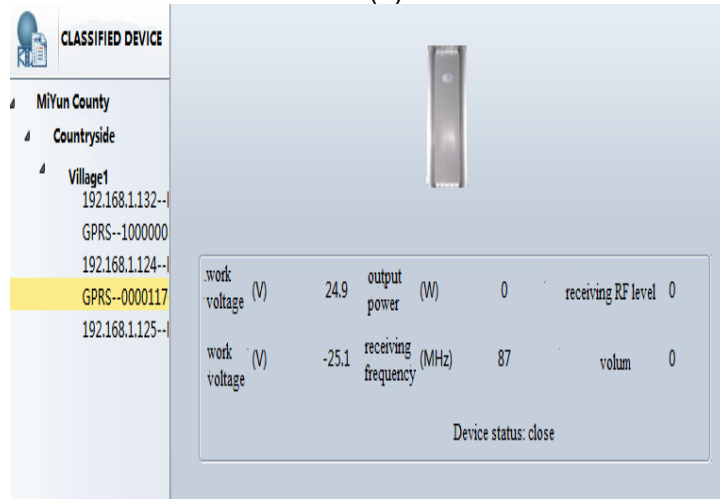 CLASSIFIED DEVICE
MiYun County
Countryside
Village1
192.168.1.132--
GPRS--1000000
192.168.1.124--
GPRS--0000117
192.168.1.125--
work voltage (V) 24.9 output power (W) 0 receiving RF level 0
work voltage (V) -25.1 receiving frequency (MHz) 87 volum 0
Device status: close